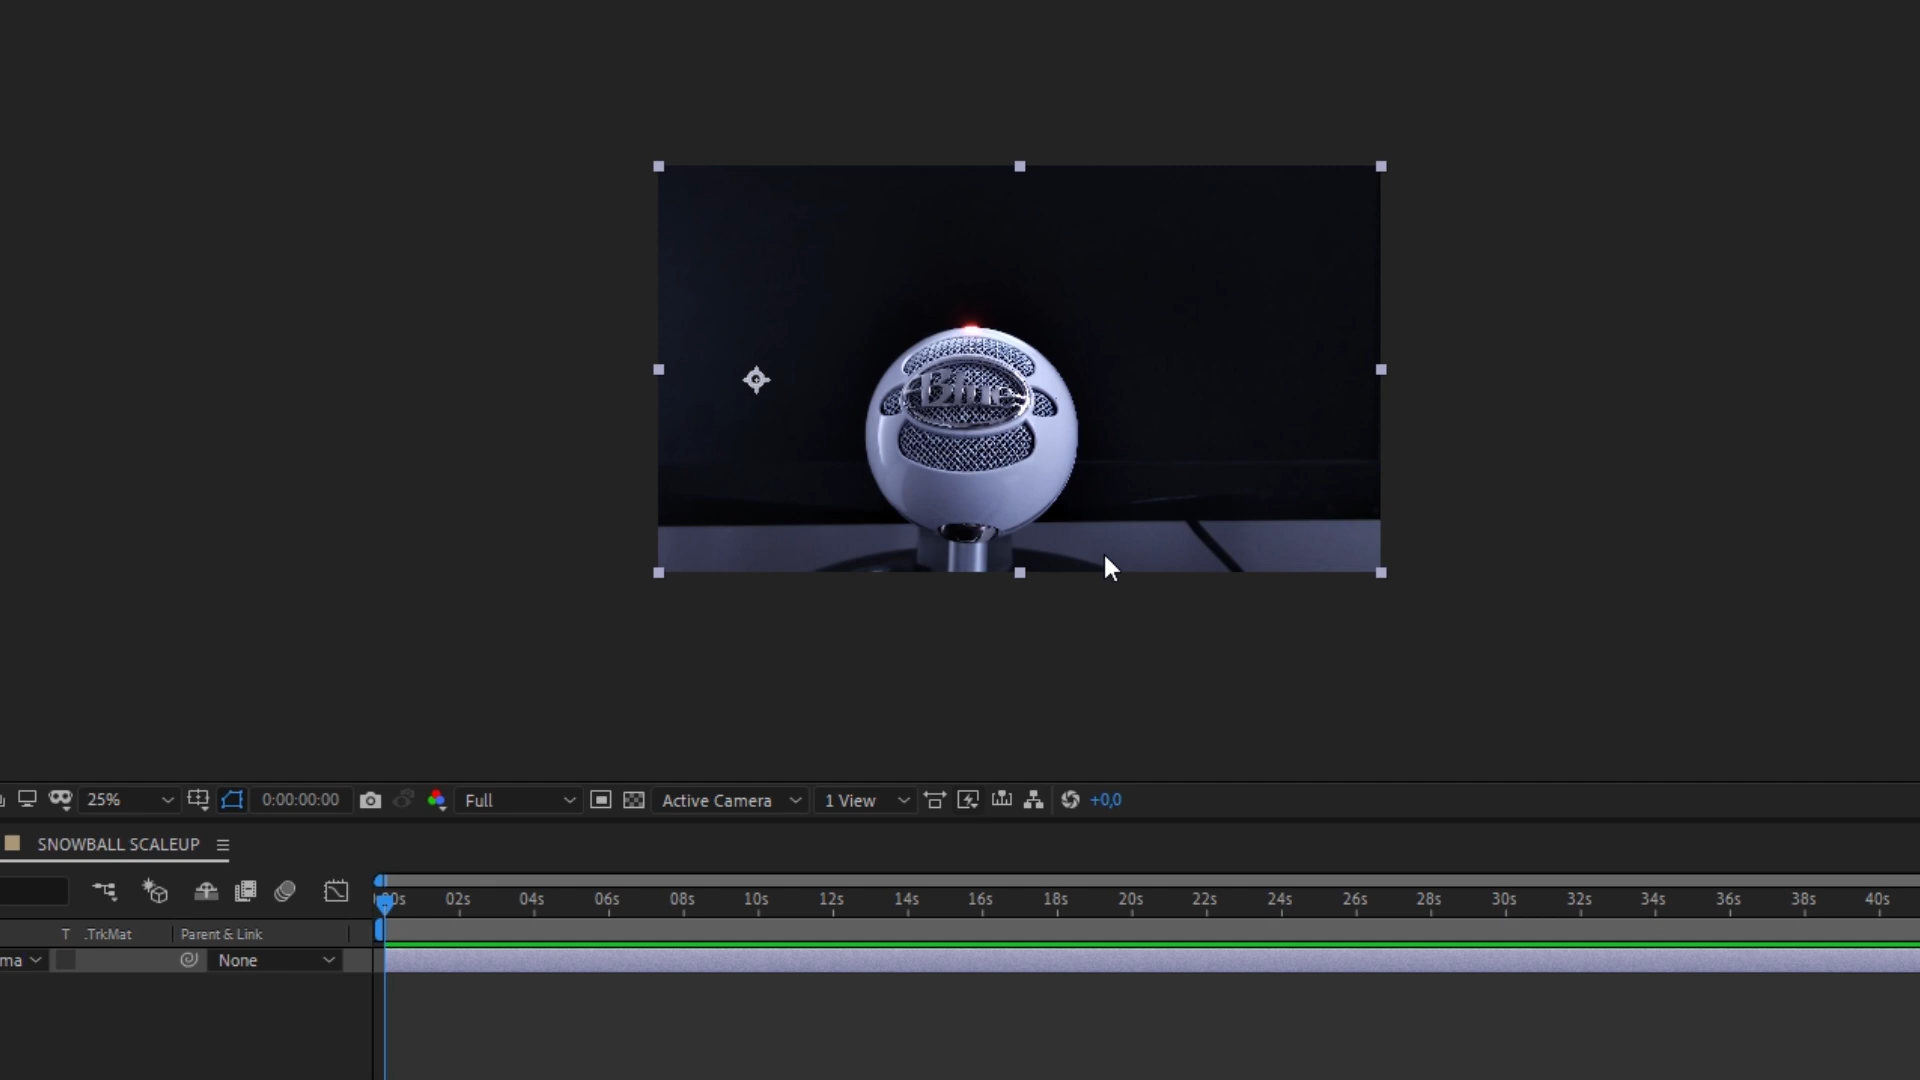 Blue
25%
0:00:00:00
Full
Active Camera
1 View
+0,0
SNOWBALL SCALEUP
02s 04s 06s 08s 10s 12s 14s 16s 18s 20s 22s 24s 26s 28s 30s 32s 34s 36s 38s 40s
T .TrkMat Parent & Link
None